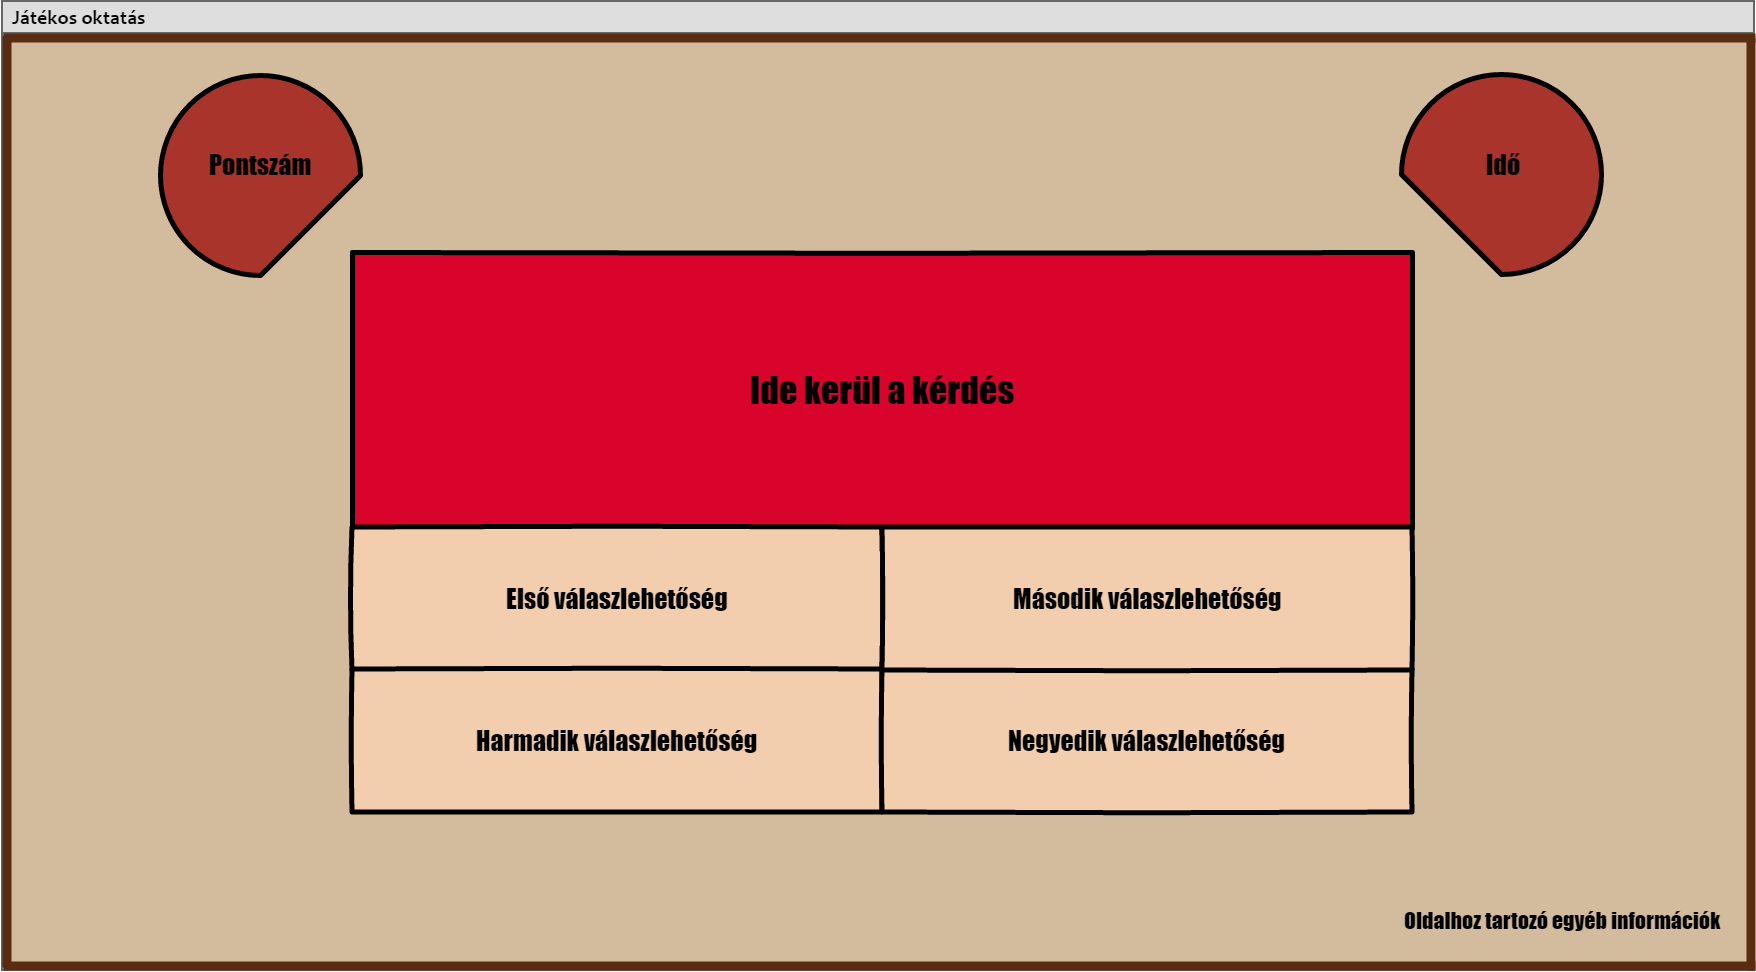 Játékos oktatás
Pontszám
Idő
Ide kerül a kérdés
Első válaszlehetőség
Második válaszlehetőség
Harmadik válaszlehetőség
Negyedik válaszlehetőség
Oldalhoz tartozó egyéb információk